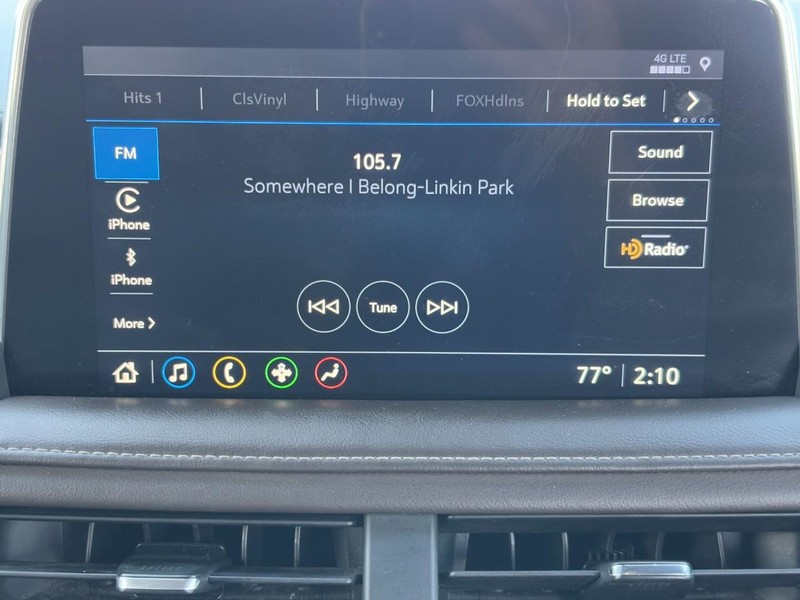 4G LTE
Hits 1
ClsVinyl
Highway
FOXHdlns
Hold to Set
FM
105.7
Somewhere I Belong-Linkin Park
Sound
iPhone
Browse
iPhone
HD Radio
Tune
More
77° 2:10